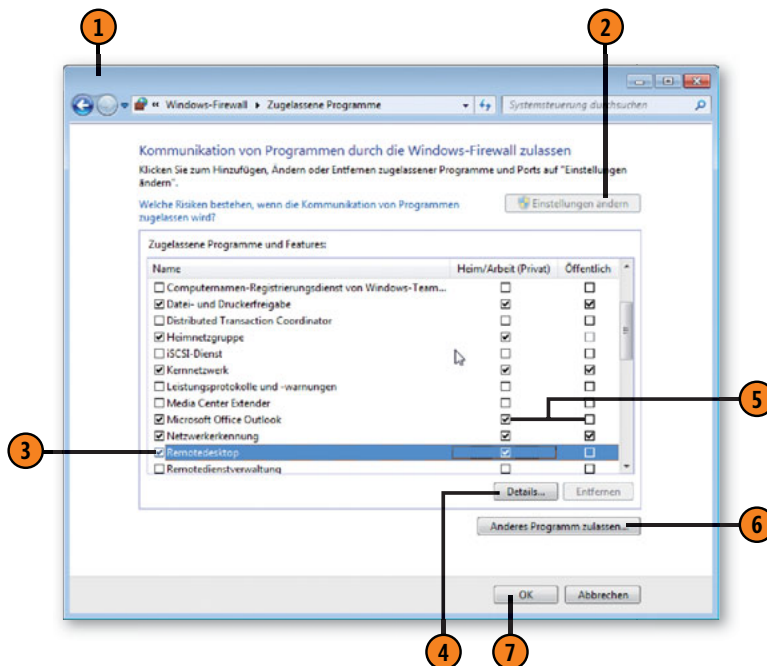 1
2
« Windows-Firewall ▸ Zugelassene Programme
Systemsteuerung durchsuchen
Kommunikation von Programmen durch die Windows-Firewall zulassen
Klicken Sie zum Hinzufügen, Ändern oder Entfernen zugelassener Programme und Ports auf "Einstellungen
ändern".
Welche Risiken bestehen, wenn die Kommunikation von Programmen
zugelassen wird?
Einstellungen ändern
Zugelassene Programme und Features:
Name Heim/Arbeit (Privat) Öffentlich
Computernamen-Registrierungsdienst von Windows-Team...
Datei- und Druckerfreigabe
Distributed Transaction Coordinator
Heimnetzgruppe
iSCSI-Dienst
Kernnetzwerk
Leistungsprotokolle und -warnungen
Media Center Extender
Microsoft Office Outlook
5
Netzwerkerkennung
3
Remotedesktop
Remotedienstverwaltung
Details... Entfernen
Anderes Programm zulassen...
6
OK Abbrechen
4
7